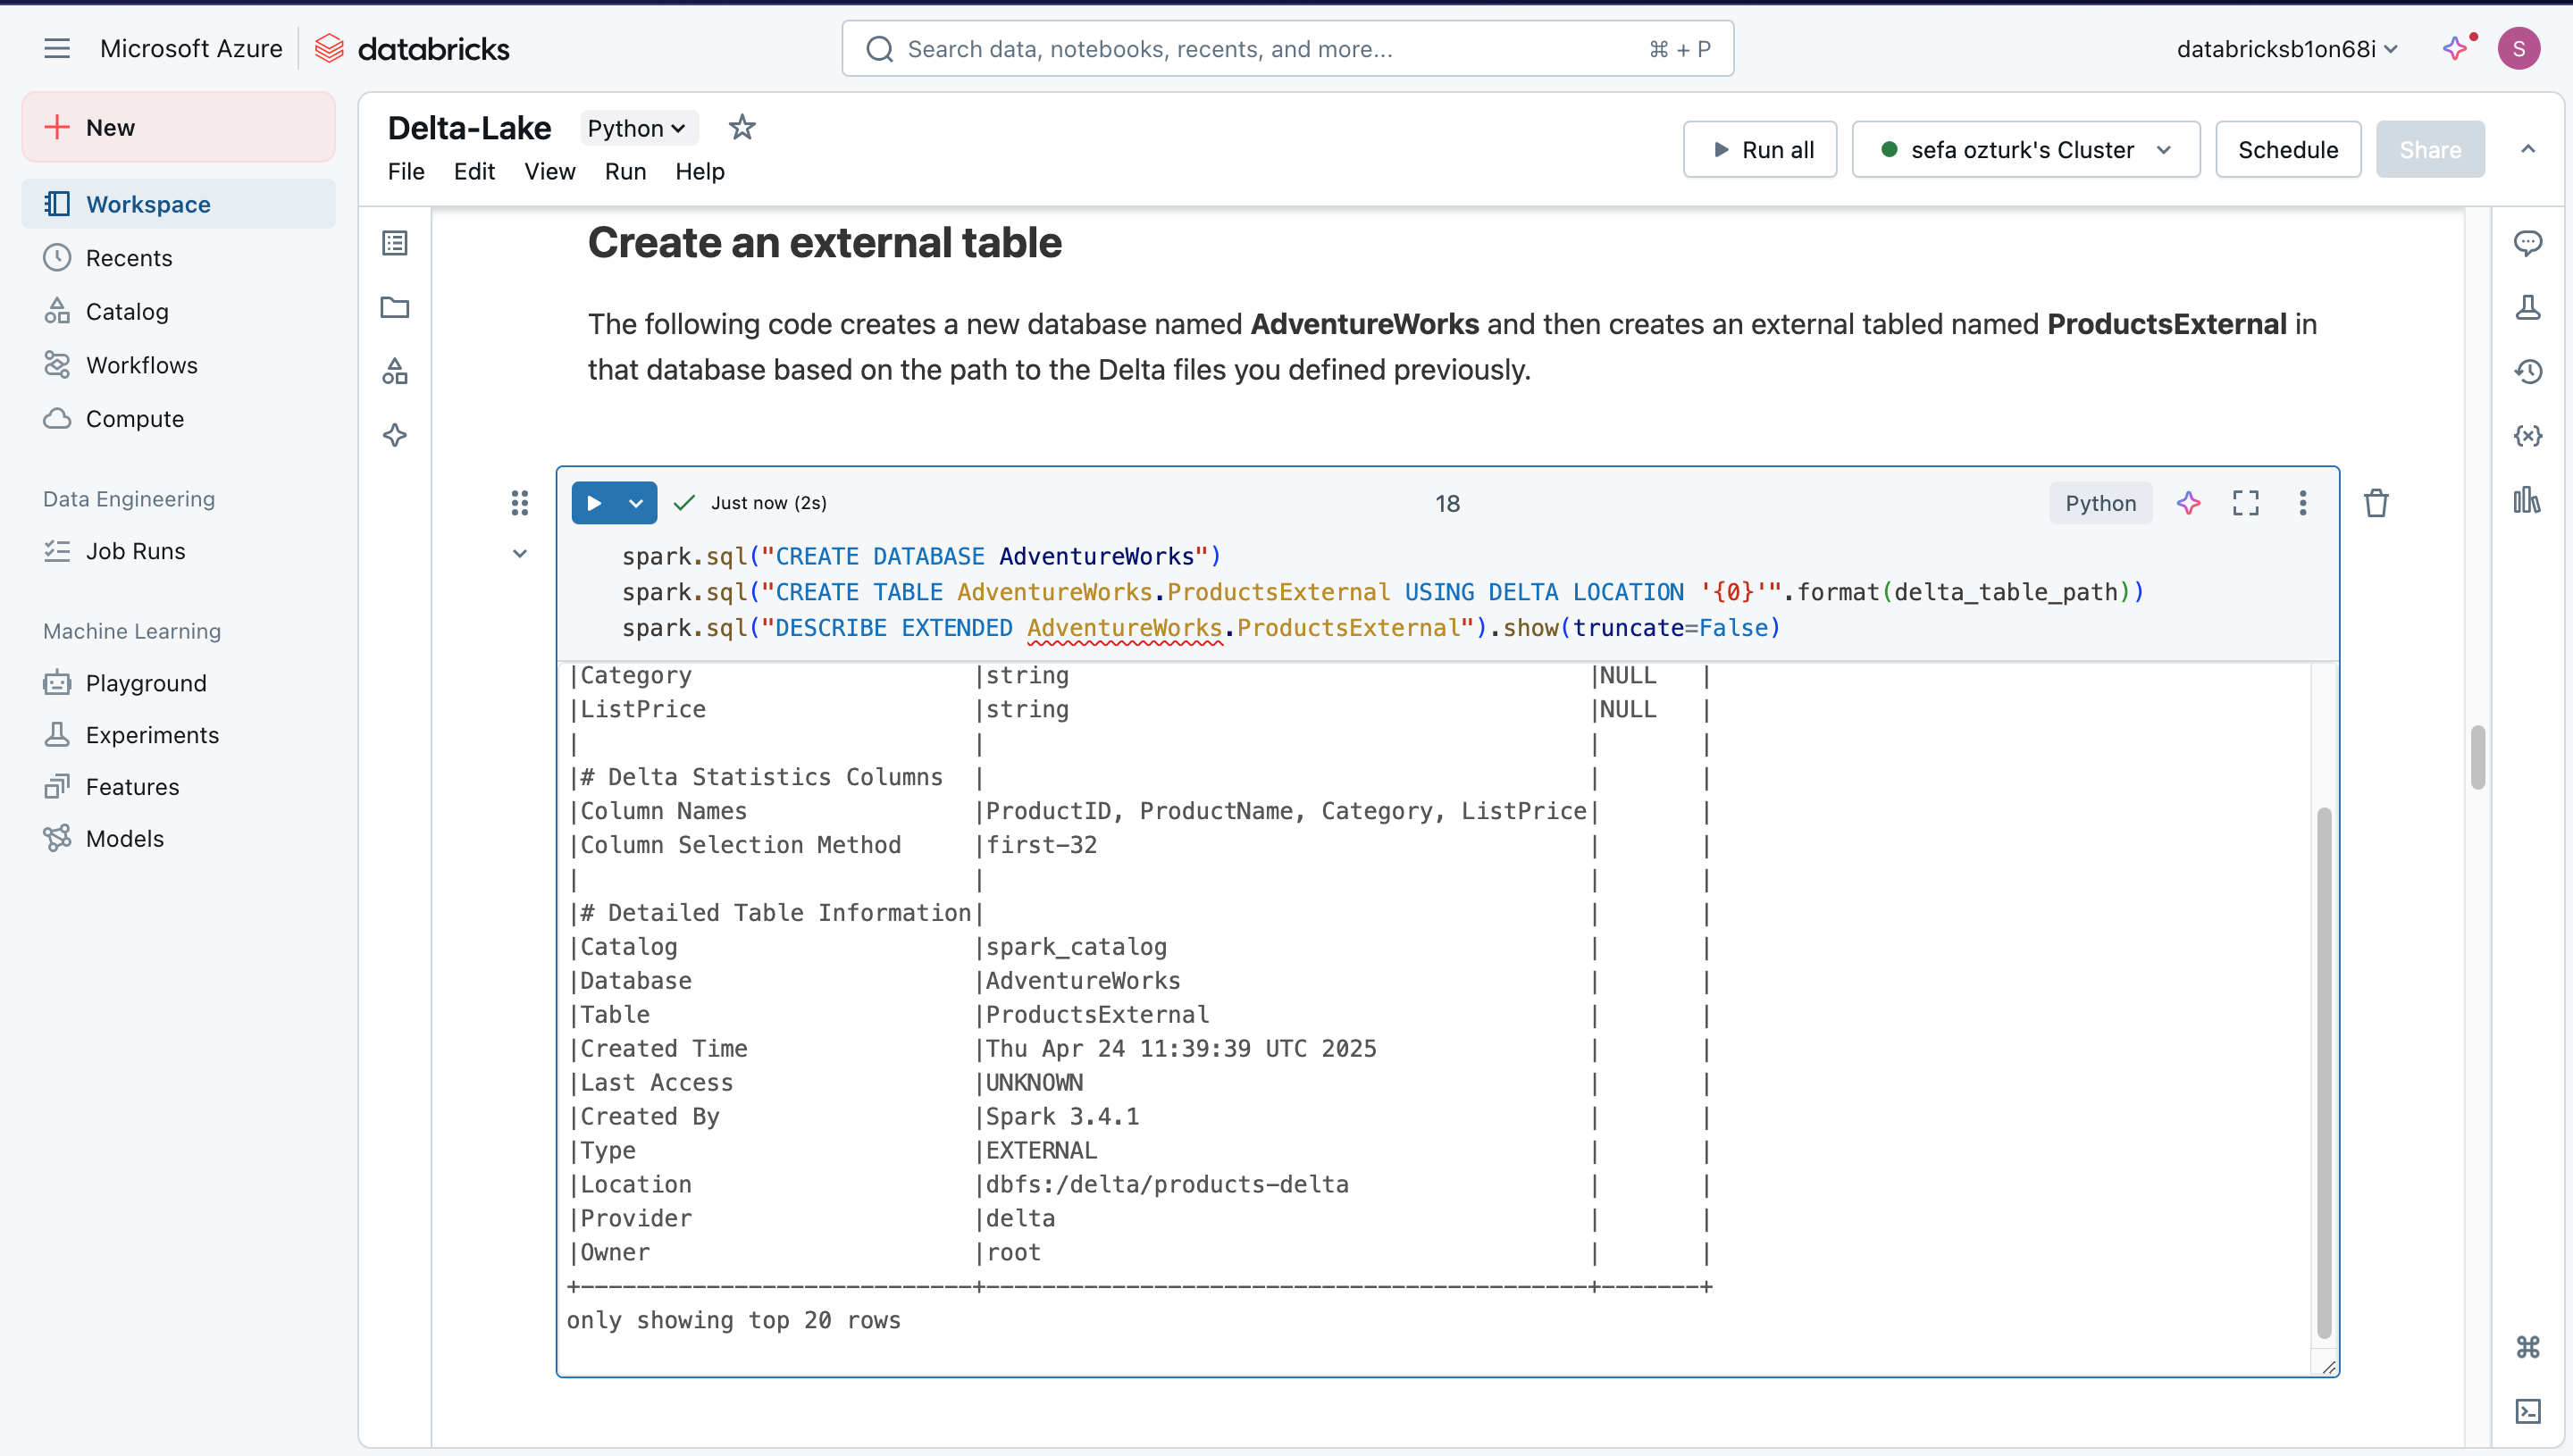 Microsoft Azure databricks
Search data, notebooks, recents, and more... ⌘ + P
databricksb1on68i
S
New
Workspace
Recents
Catalog
Workflows
Compute
Data Engineering
Job Runs
Machine Learning
Playground
Experiments
Features
Models
Delta-Lake Python
File Edit View Run Help
Run all sefa ozturk's Cluster Schedule Share
Create an external table
The following code creates a new database named AdventureWorks and then creates an external tabled named ProductsExternal in
that database based on the path to the Delta files you defined previously.
Just now (2s) 18 Python
spark.sql("CREATE DATABASE AdventureWorks")
spark.sql("CREATE TABLE AdventureWorks.ProductsExternal USING DELTA LOCATION '{0}'".format(delta_table_path))
spark.sql("DESCRIBE EXTENDED AdventureWorks.ProductsExternal").show(truncate=False)
|Category                    |string                                     |NULL   |
|ListPrice                   |string                                     |NULL   |
|                            |                                           |       |
|# Delta Statistics Columns  |                                           |       |
|Column Names                |ProductID, ProductName, Category, ListPrice|       |
|Column Selection Method     |first-32                                   |       |
|                            |                                           |       |
|# Detailed Table Information|                                           |       |
|Catalog                     |spark_catalog                              |       |
|Database                    |AdventureWorks                             |       |
|Table                       |ProductsExternal                           |       |
|Created Time                |Thu Apr 24 11:39:39 UTC 2025               |       |
|Last Access                 |UNKNOWN                                    |       |
|Created By                  |Spark 3.4.1                                |       |
|Type                        |EXTERNAL                                   |       |
|Location                    |dbfs:/delta/products-delta                 |       |
|Provider                    |delta                                      |       |
|Owner                       |root                                       |       |
+----------------------------+-------------------------------------------+-------+
only showing top 20 rows